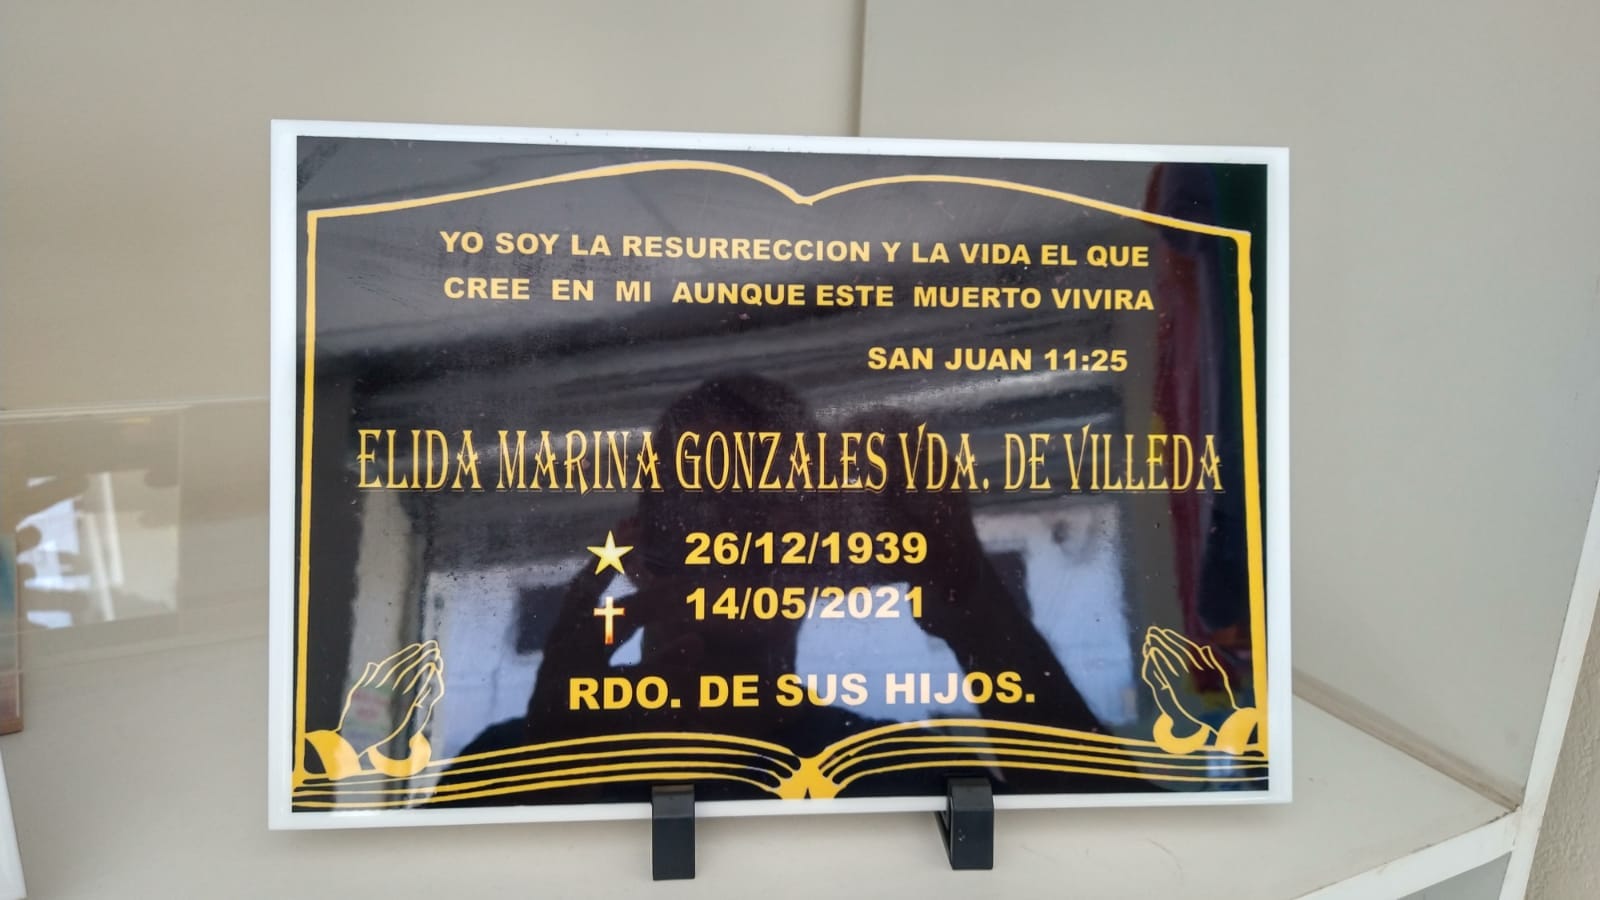 YO SOY LA RESURRECCION Y LA VIDA EL QUE
CREE EN MI AUNQUE ESTE MUERTO VIVIRA
SAN JUAN 11:25
ELIDA MARINA GONZALES VDA. DE VILLEDA
26/12/1939
14/05/2021
RDO. DE SUS HIJOS.